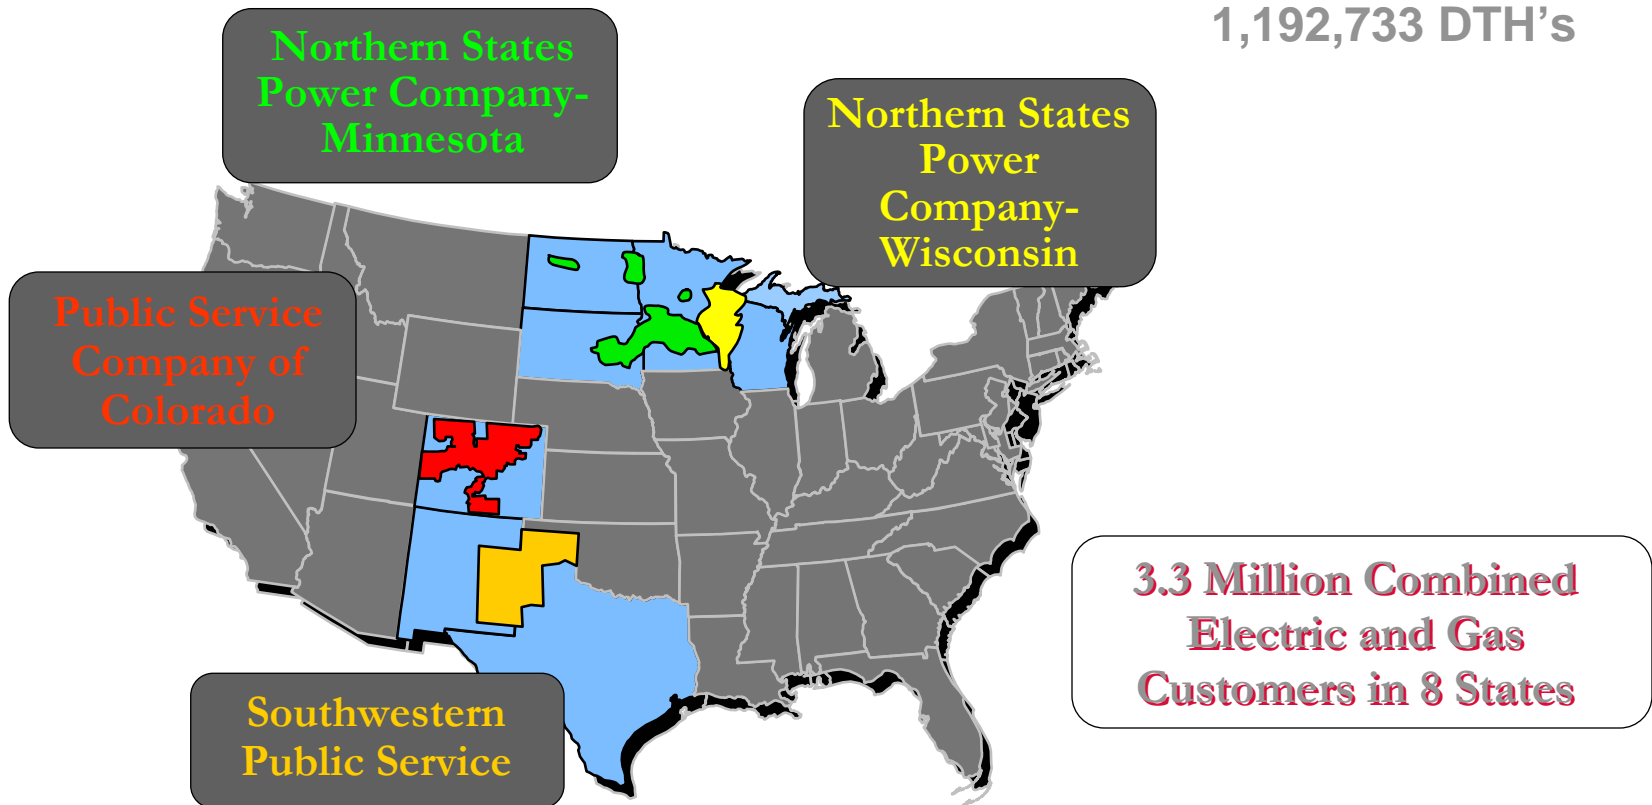 1,192,733 DTH's
Northern States
Power Company-
Minnesota
Northern States
Power
Company-
Wisconsin
Public Service
Company of
Colorado
3.3 Million Combined
Electric and Gas
Customers in 8 States
Southwestern
Public Service